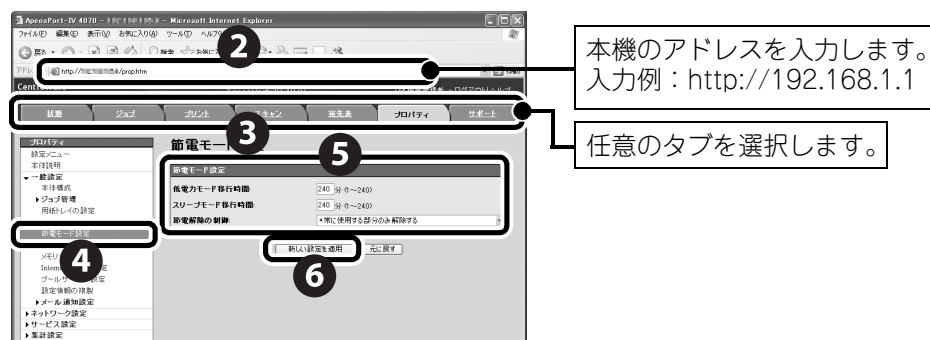 ApeosPort-IV 4070 - Microsoft Internet Explorer
ファイル(F) 編集(E) 表示(V) お気に入り(A) ツール(T)
戻る 検索
2
http:// /prop.htm
本機のアドレスを入力します。
入力例：http://192.168.1.1
状態 ジョブ プリント スキャン 宛先表 プロパティ サポート
3
任意のタブを選択します。
プロパティ
設定メニュー
本体説明
一般設定
本体構成
ジョブ管理
用紙トレイの設定
節電モード設定
4
設定情報の複製
メール通知設定
ネットワーク設定
サービス設定
集計設定
節電モー
5
節電モード設定
低電力モード移行時間: 240 分 (1～240)
スリープモード移行時間: 240 分 (1～240)
節電解除の制御: *常に使用する部分のみ解除する
新しい設定を適用 元に戻す
6